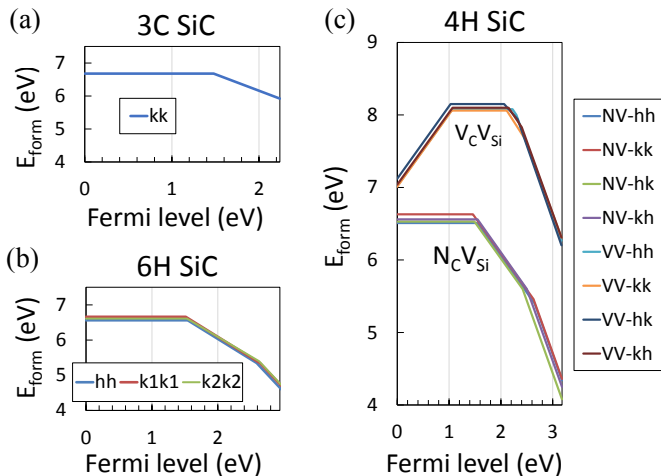 (a) 3C SiC
E_form (eV)
7
6
5
4
kk
0 1 2
Fermi level (eV)
(b) 6H SiC
E_form (eV)
7
6
5
4
hh k1k1 k2k2
0 1 2
Fermi level (eV)
(c) 4H SiC
E_form (eV)
9
8
7
6
5
4
V_CV_Si
N_CV_Si
0 1 2 3
Fermi level (eV)
NV-hh
NV-kk
NV-hk
NV-kh
VV-hh
VV-kk
VV-hk
VV-kh